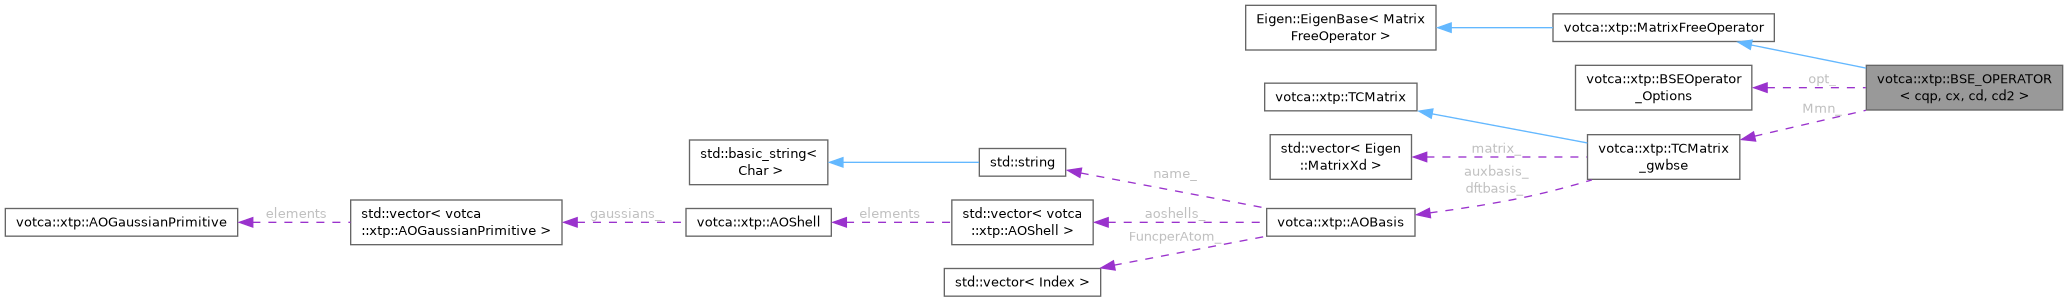 Eigen::EigenBase< Matrix
FreeOperator >
votca::xtp::MatrixFreeOperator
votca::xtp::BSEOperator
_Options
opt_
votca::xtp::BSE_OPERATOR
< cqp, cx, cd, cd2 >
votca::xtp::TCMatrix
Mmn_
std::basic_string<
Char >
std::string
std::vector< Eigen
::MatrixXd >
matrix_
votca::xtp::TCMatrix
_gwbse
name_
auxbasis_
dftbasis_
votca::xtp::AOGaussianPrimitive
elements
std::vector< votca
::xtp::AOGaussianPrimitive >
gaussians_
votca::xtp::AOShell
elements
std::vector< votca
::xtp::AOShell >
aoshells_
votca::xtp::AOBasis
FuncperAtom_
std::vector< Index >